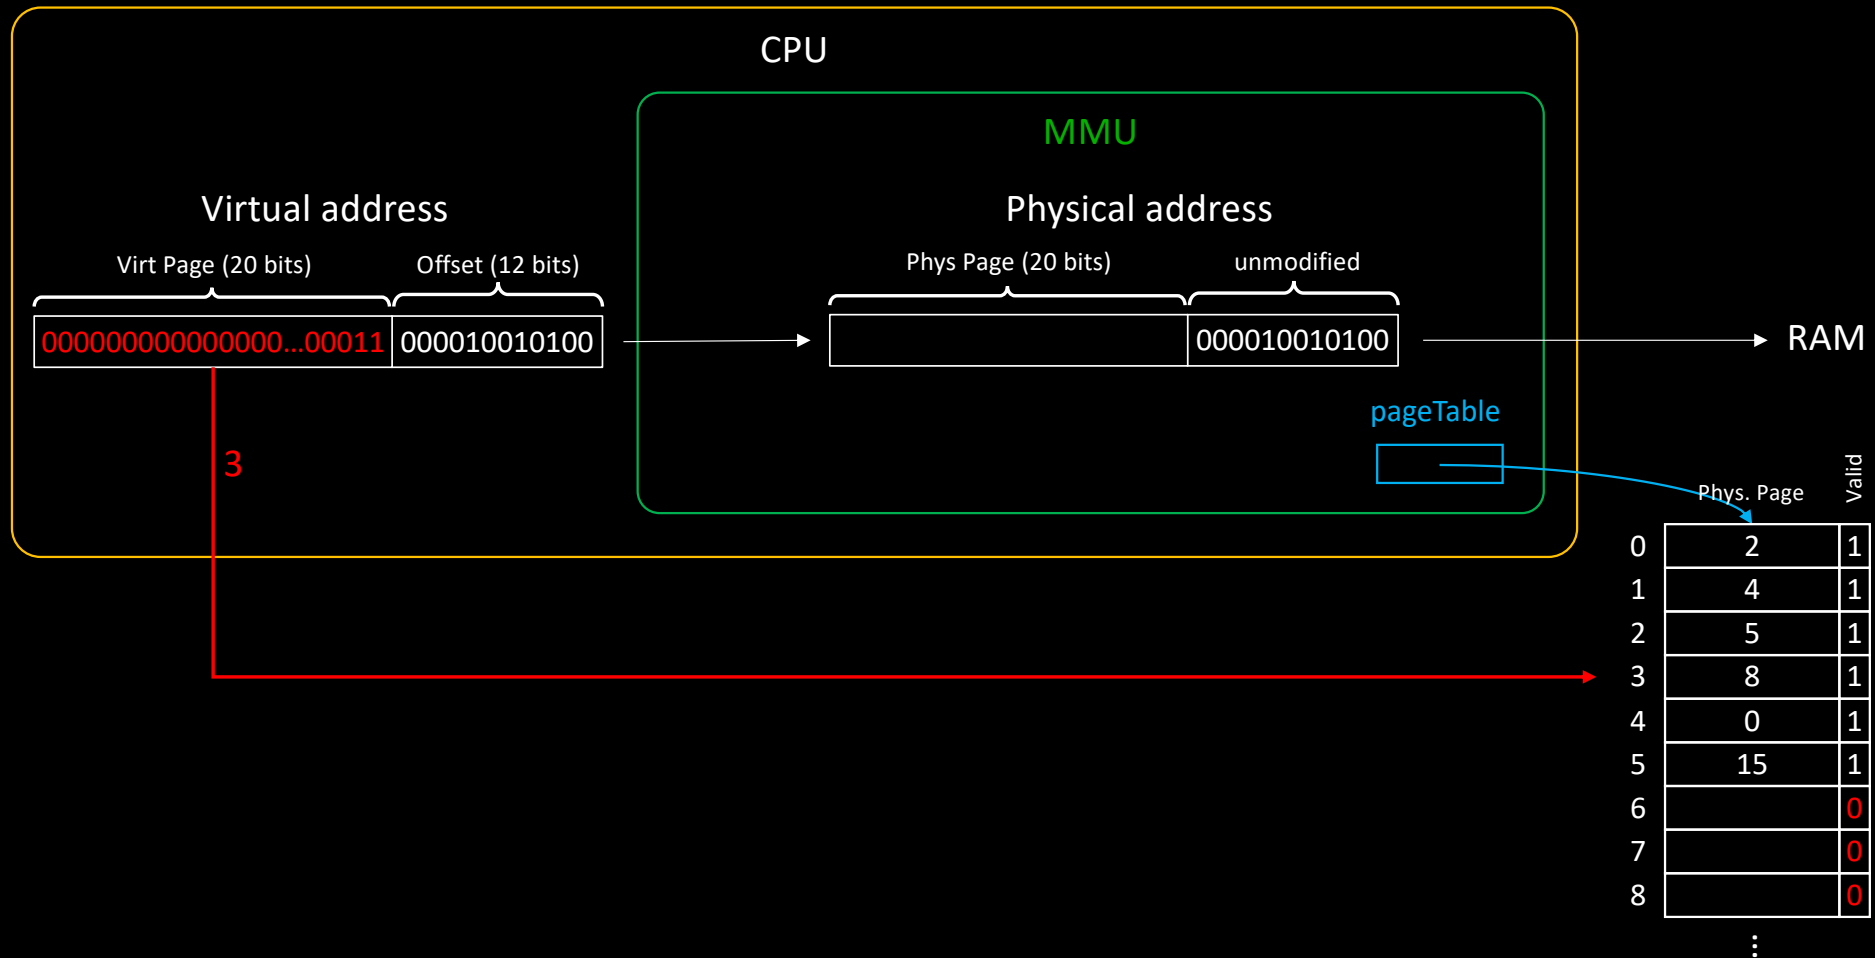 CPU
MMU
Virtual address
Physical address
Virt Page (20 bits)
Offset (12 bits)
Phys Page (20 bits)
unmodified
000000000000000...00011
000010010100
000010010100
RAM
pageTable
3
Phys. Page
Valid
0 2 1
1 4 1
2 5 1
3 8 1
4 0 1
5 15 1
6 0
7 0
8 0
⋮